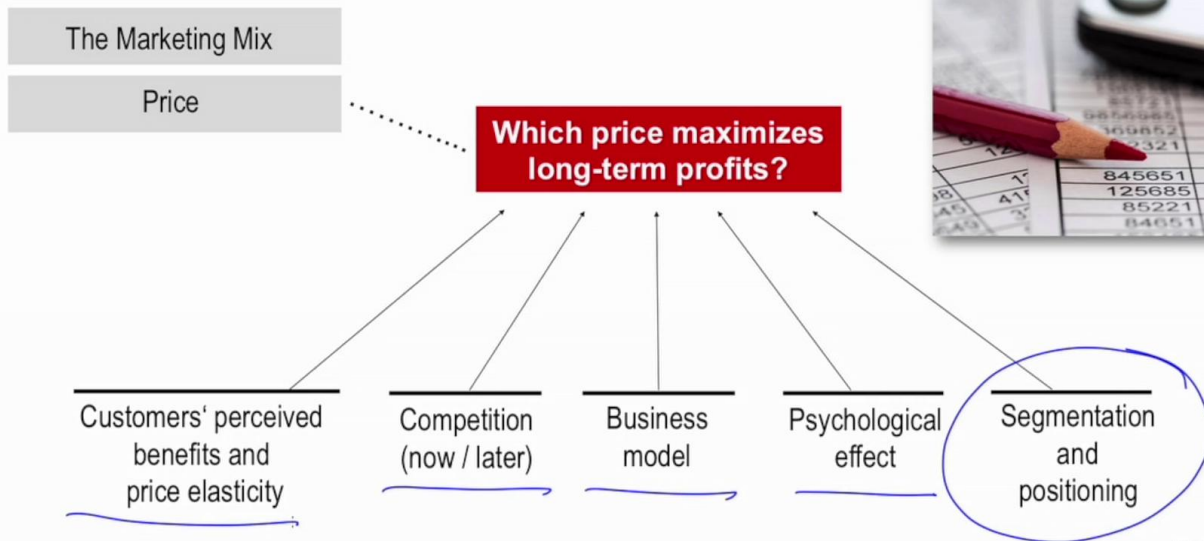 The Marketing Mix
Price
Which price maximizes
long-term profits?
845651
125685
85221
84651
Customers‘ perceived
benefits and
price elasticity
Competition
(now / later)
Business
model
Psychological
effect
Segmentation
and
positioning